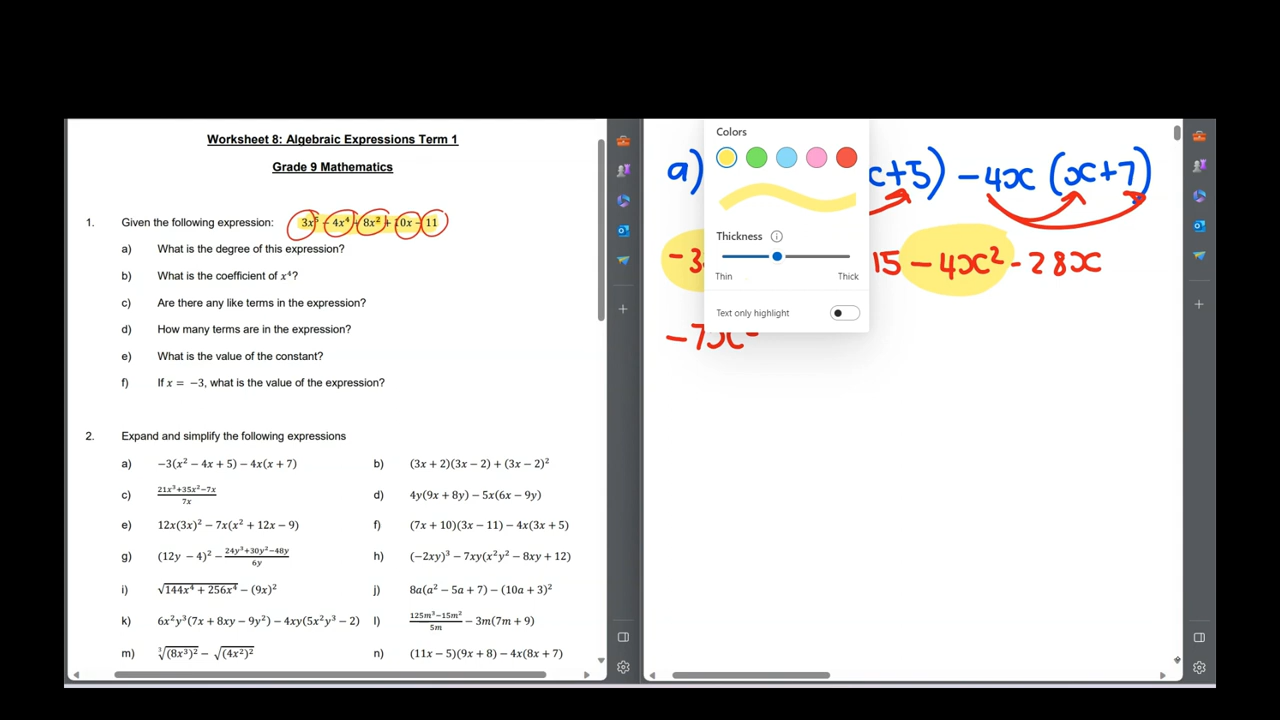 Worksheet 8: Algebraic Expressions Term 1
Grade 9 Mathematics
1. Given the following expression: 3x⁵ − 4x⁴ + 8x² + 10x − 11
a) What is the degree of this expression?
b) What is the coefficient of x⁴?
c) Are there any like terms in the expression?
d) How many terms are in the expression?
e) What is the value of the constant?
f) If x = −3, what is the value of the expression?
2. Expand and simplify the following expressions
a) −3(x² − 4x + 5) − 4x(x + 7) b) (3x + 2)(3x − 2) + (3x − 2)²
c) (21x³+35x²−7x)/7x d) 4y(9x + 8y) − 5x(6x − 9y)
e) 12x(3x)² − 7x(x² + 12x − 9) f) (7x + 10)(3x − 11) − 4x(3x + 5)
g) (12y − 4)² − (24y³+30y²−48y)/6y h) (−2xy)³ − 7xy(x²y² − 8xy + 12)
i) √(144x⁴ + 256x⁴) − (9x)² j) 8a(a² − 5a + 7) − (10a + 3)²
k) 6x²y³(7x + 8xy − 9y²) − 4xy(5x²y³ − 2) l) (125m³−15m²)/5m − 3m(7m + 9)
m) ∛(8x³)² − √(4x²)² n) (11x − 5)(9x + 8) − 4x(8x + 7)
Colors
Thickness
Thin Thick
Text only highlight
a) x+5) −4x (x+7)
−3 15 − 4x² - 28x
−7x²